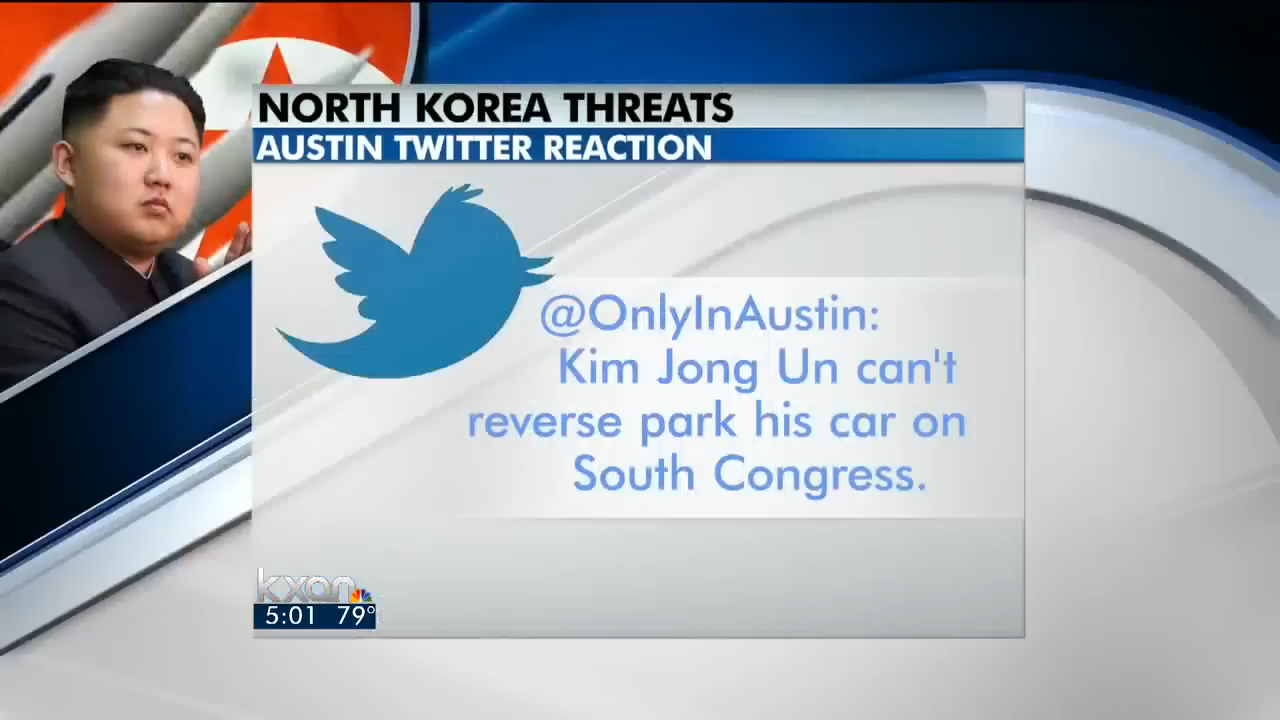 NORTH KOREA THREATS
AUSTIN TWITTER REACTION
@OnlyInAustin:
Kim Jong Un can't
reverse park his car on
South Congress.
kxan
5:01 79°